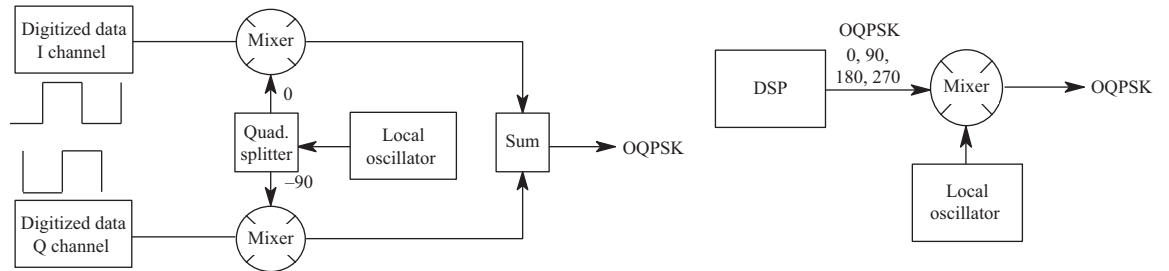 Digitized data
I channel
Mixer
0
Quad.
splitter
Local
oscillator
Sum
OQPSK
–90
Digitized data
Q channel
Mixer
DSP
OQPSK
0, 90,
180, 270
Mixer
OQPSK
Local
oscillator